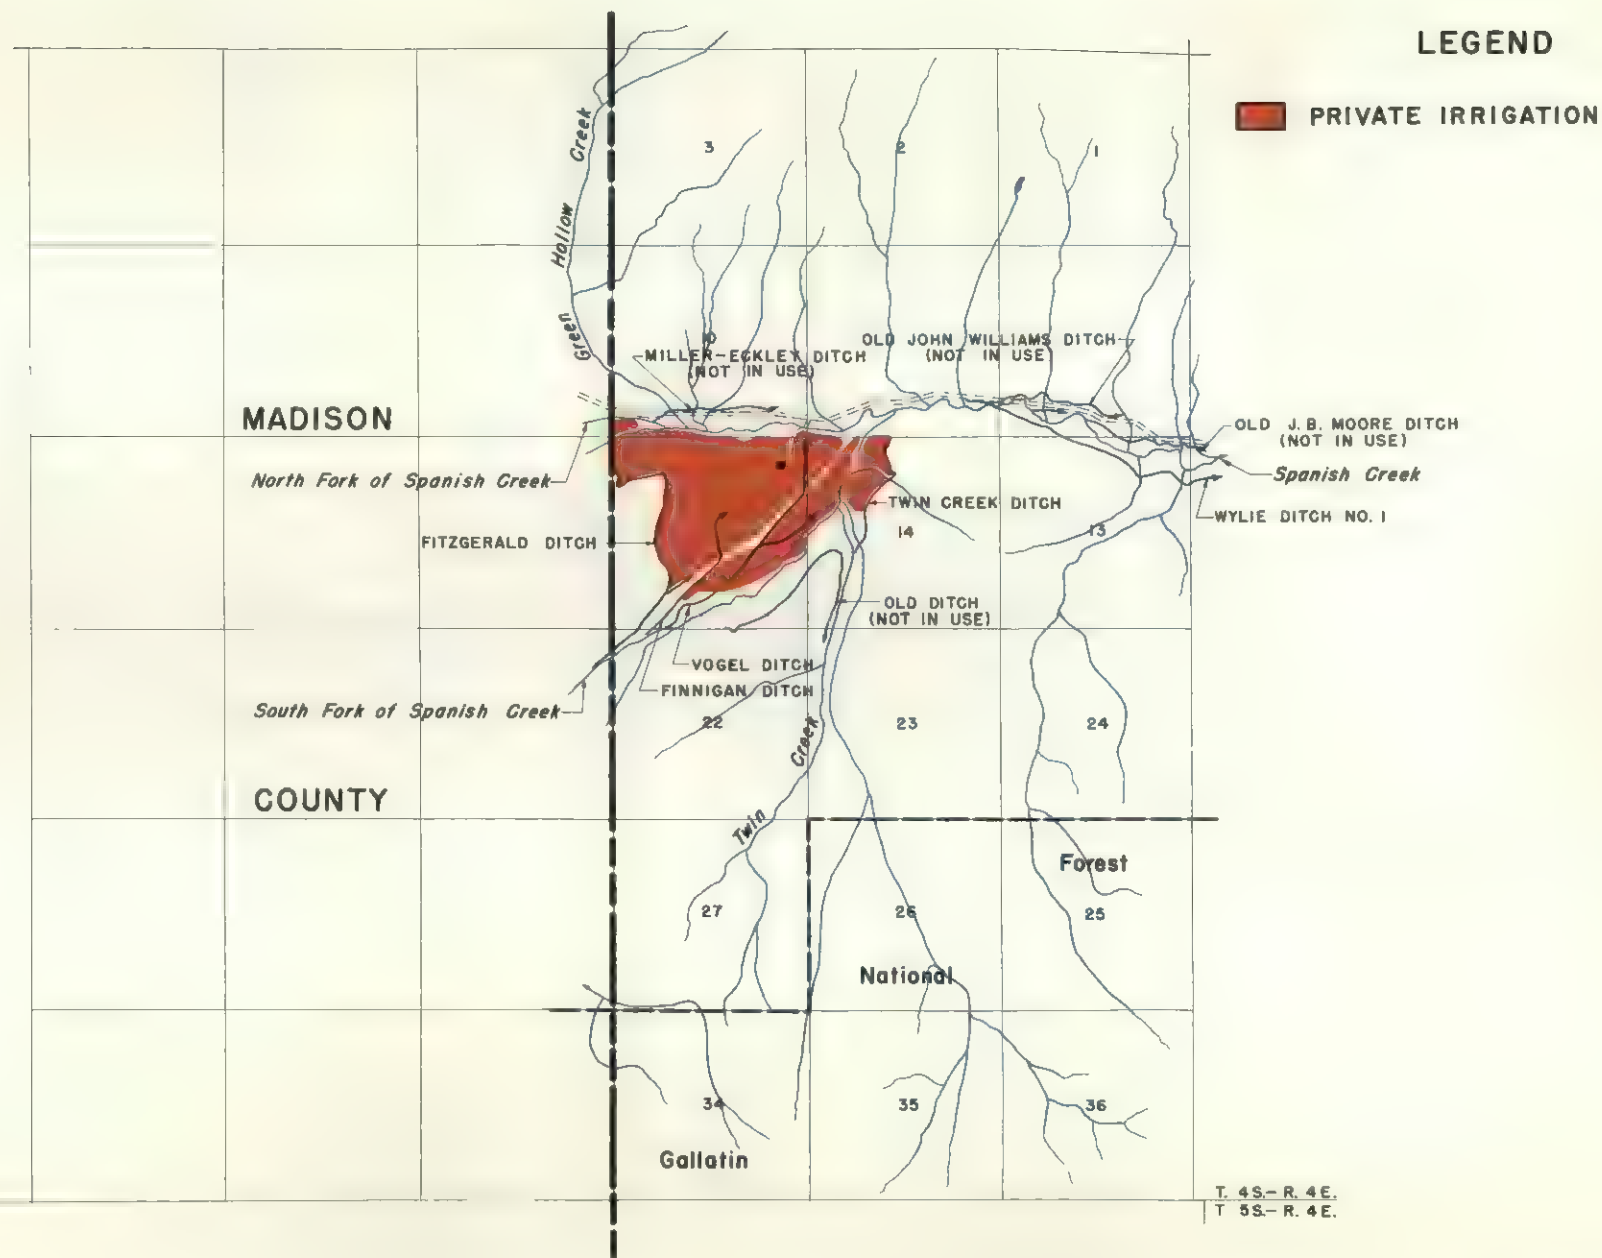 LEGEND
PRIVATE IRRIGATION
3
2
1
Green Hollow Creek
10
MILLER-ECKLEY DITCH
(NOT IN USE)
OLD JOHN WILLIAMS DITCH
(NOT IN USE)
MADISON
OLD J. B. MOORE DITCH
(NOT IN USE)
North Fork of Spanish Creek
Spanish Creek
TWIN CREEK DITCH
WYLIE DITCH NO. 1
14
13
FITZGERALD DITCH
OLD DITCH
(NOT IN USE)
VOGEL DITCH
FINNIGAN DITCH
South Fork of Spanish Creek
22
23
24
Twin Creek
COUNTY
Forest
27
26
25
National
34
35
36
Gallatin
T. 4S.- R. 4E.
T 5S.- R. 4E.